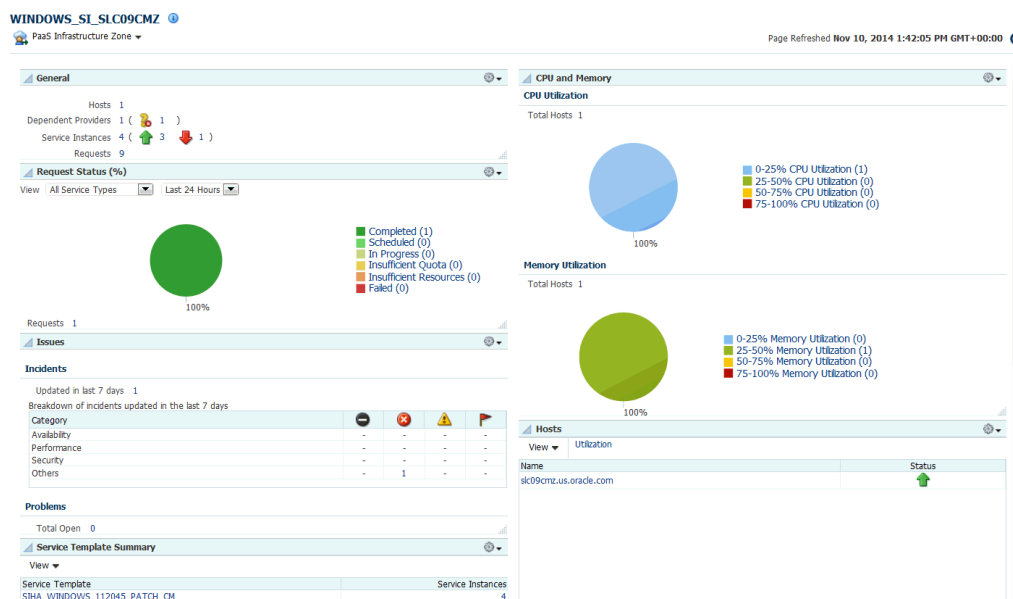 WINDOWS_SI_SLC09CMZ
PaaS Infrastructure Zone
Page Refreshed Nov 10, 2014 1:42:05 PM GMT+00:00
General
Hosts 1
Dependent Providers 1 ( 1 )
Service Instances 4 ( 3 1 )
Requests 9
Request Status (%)
View All Service Types Last 24 Hours
Completed (1)
Scheduled (0)
In Progress (0)
Insufficient Quota (0)
Insufficient Resources (0)
Failed (0)
100%
Requests 1
Issues
Incidents
Updated in last 7 days 1
Breakdown of incidents updated in the last 7 days
Category
Availability - - - -
Performance - - - -
Security - - - -
Others - 1 - -
Problems
Total Open 0
Service Template Summary
View
Service Template Service Instances
SIHA_WINDOWS_112045_PATCH_CM 4
CPU and Memory
CPU Utilization
Total Hosts 1
0-25% CPU Utilization (1)
25-50% CPU Utilization (0)
50-75% CPU Utilization (0)
75-100% CPU Utilization (0)
100%
Memory Utilization
Total Hosts 1
0-25% Memory Utilization (0)
25-50% Memory Utilization (1)
50-75% Memory Utilization (0)
75-100% Memory Utilization (0)
100%
Hosts
View Utilization
Name Status
slc09cmz.us.oracle.com